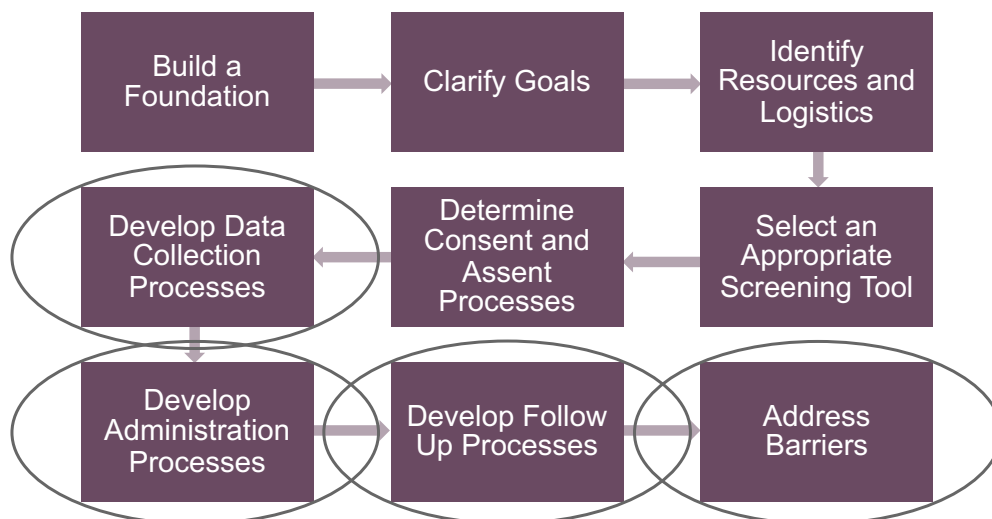 Build a
Foundation
Clarify Goals
Identify
Resources and
Logistics
Select an
Appropriate
Screening Tool
Determine
Consent and
Assent
Processes
Develop Data
Collection
Processes
Develop
Administration
Processes
Develop Follow
Up Processes
Address
Barriers